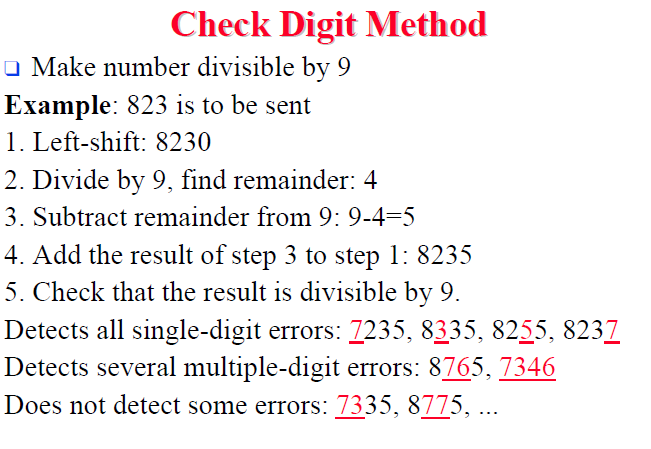 Check Digit Method
❑ Make number divisible by 9
Example: 823 is to be sent
1. Left-shift: 8230
2. Divide by 9, find remainder: 4
3. Subtract remainder from 9: 9-4=5
4. Add the result of step 3 to step 1: 8235
5. Check that the result is divisible by 9.
Detects all single-digit errors: 7235, 8335, 8255, 8237
Detects several multiple-digit errors: 8765, 7346
Does not detect some errors: 7335, 8775, ...